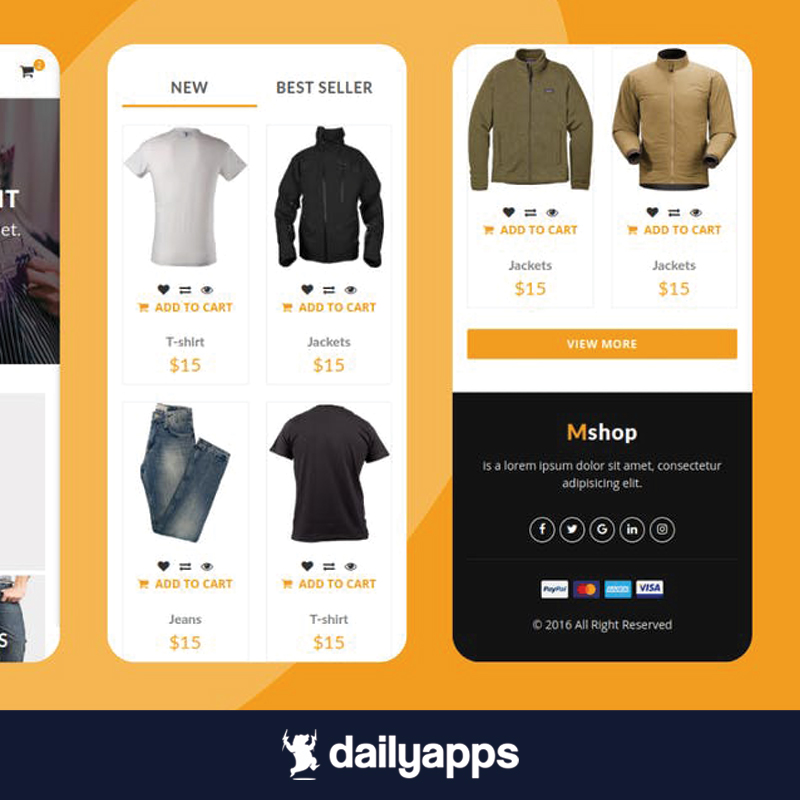 2
IT
et.
S
NEW
BEST SELLER
ADD TO CART
ADD TO CART
T-shirt
Jackets
$15
$15
ADD TO CART
ADD TO CART
Jeans
T-shirt
$15
$15
ADD TO CART
ADD TO CART
Jackets
Jackets
$15
$15
VIEW MORE
Mshop
is a lorem ipsum dolor sit amet, consectetur
adipisicing elit.
f
G
in
PayPal
VISA
© 2016 All Right Reserved
dailyapps